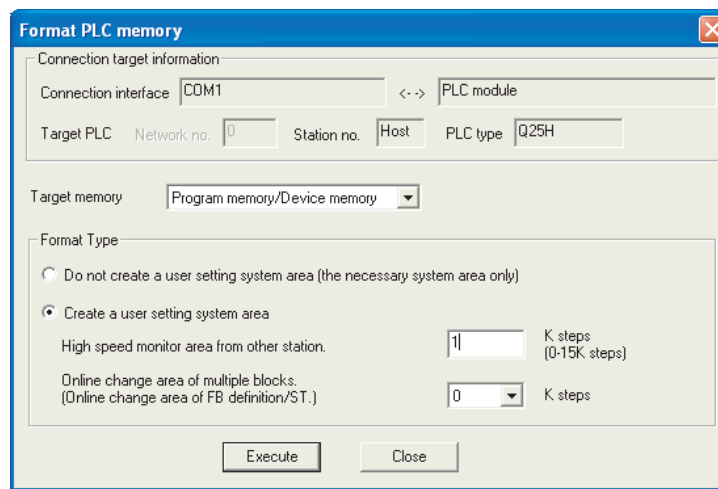 Format PLC memory
Connection target information
Connection interface COM1 <--> PLC module
Target PLC Network no. 0 Station no. Host PLC type Q25H
Target memory Program memory/Device memory
Format Type
Do not create a user setting system area (the necessary system area only)
Create a user setting system area
High speed monitor area from other station. 1 K steps
(0-15K steps)
Online change area of multiple blocks.
(Online change area of FB definition/ST.) 0 K steps
Execute Close